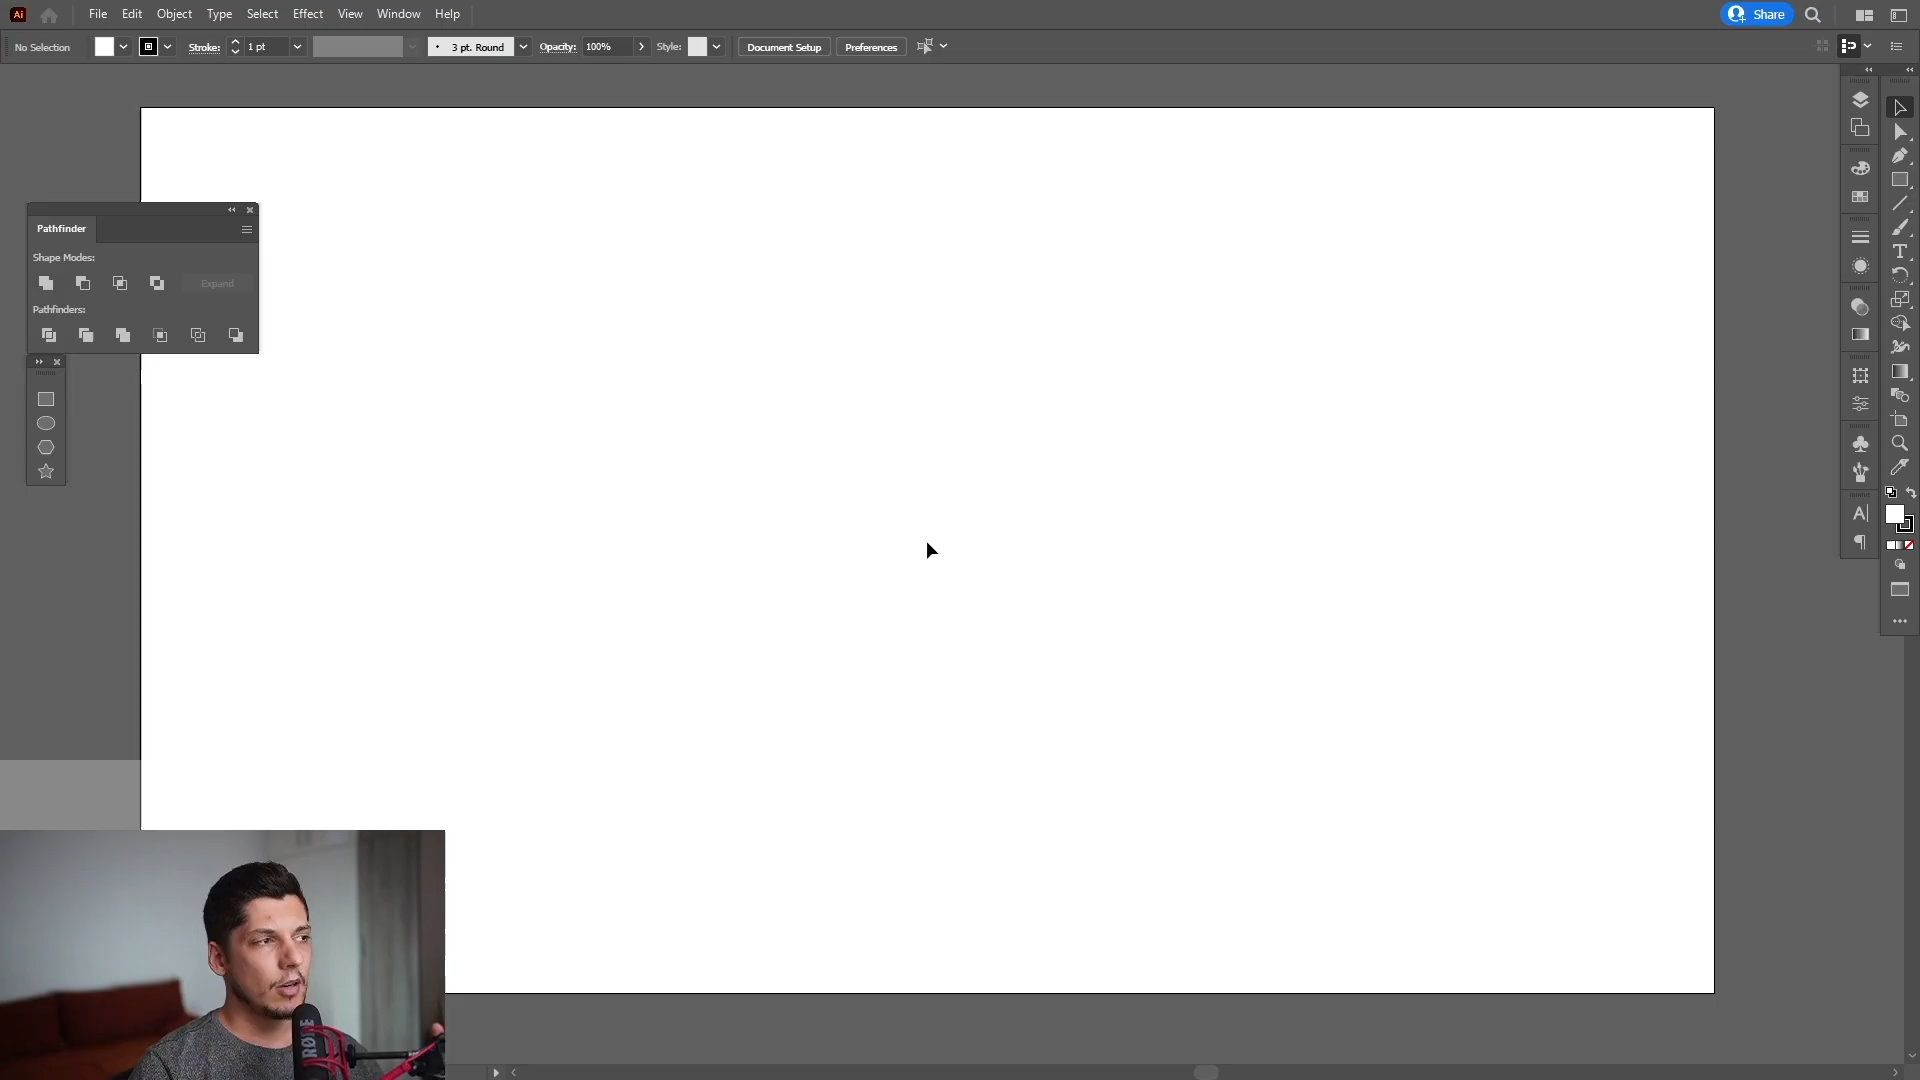 Ai File Edit Object Type Select Effect View Window Help Share
No Selection Stroke: 1 pt 3 pt. Round Opacity: 100% Style: Document Setup Preferences
Pathfinder
Shape Modes:
Expand
Pathfinders:
RØDE